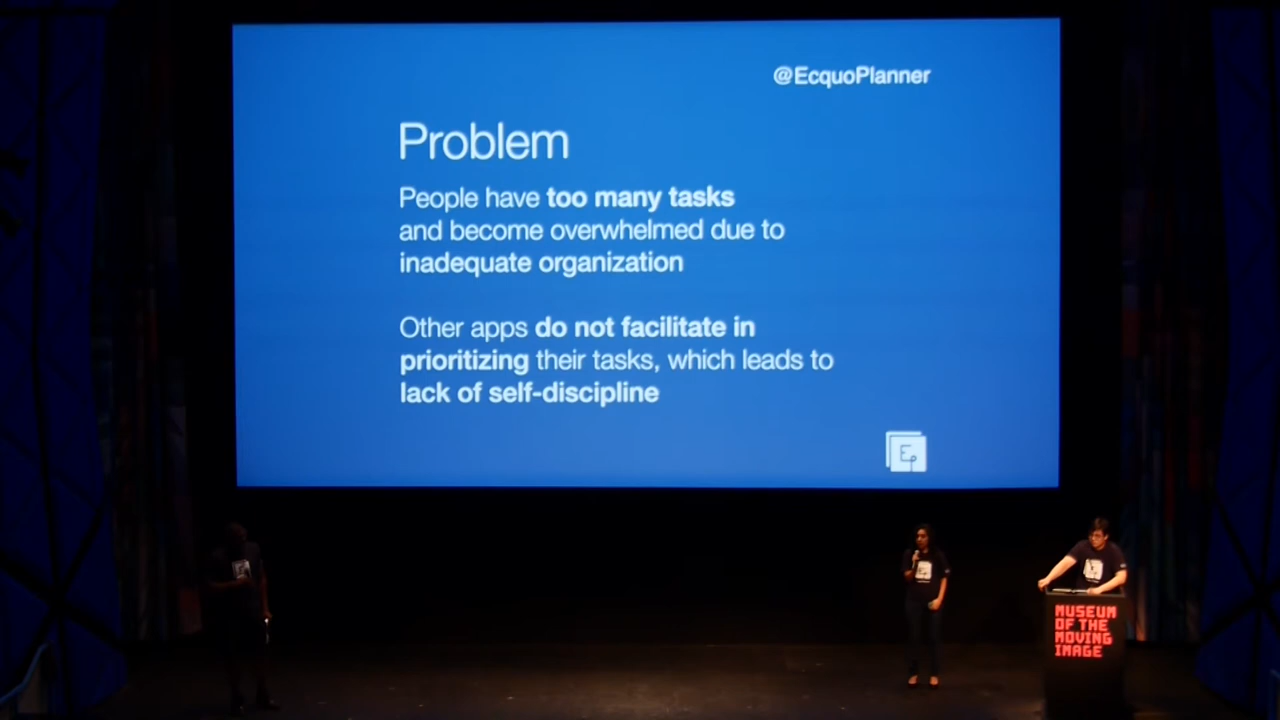 @EcquoPlanner
Problem
People have too many tasks
and become overwhelmed due to
inadequate organization
Other apps do not facilitate in
prioritizing their tasks, which leads to
lack of self-discipline
Ep
MUSEUM
OF THE
MOVING
IMAGE